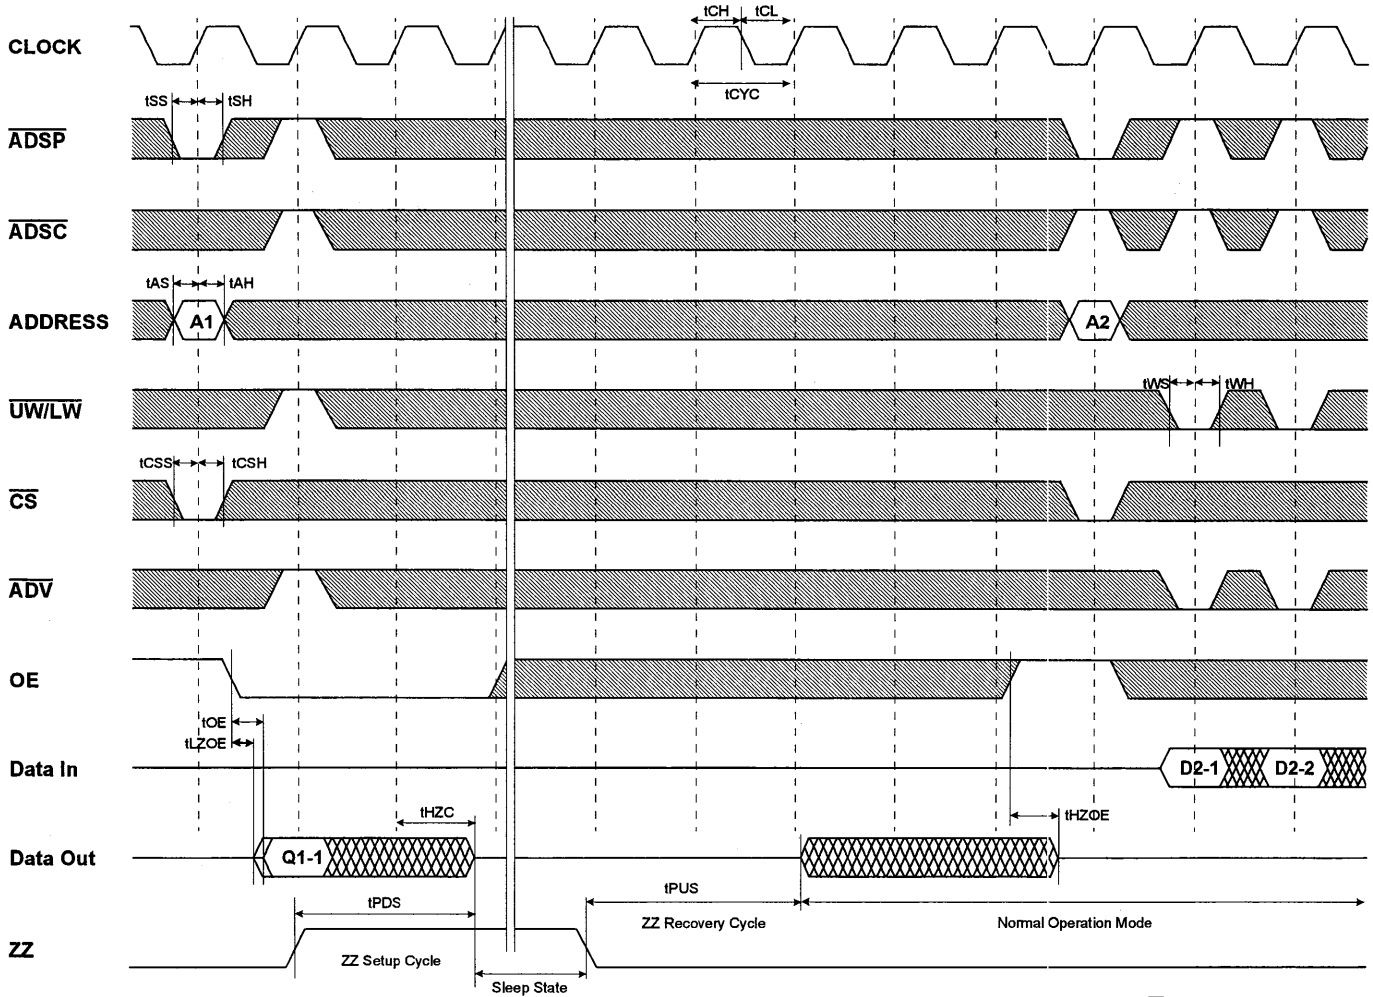 tCH tCL
CLOCK
tCYC
tSS tSH
ADSP
ADSC
tAS tAH
ADDRESS A1 A2
tWS tWH
UW/LW
tCSS tCSH
CS
ADV
OE
tOE
tLZOE
Data In D2-1 D2-2
tHZC tHZOE
Data Out Q1-1
tPDS tPUS
ZZ Recovery Cycle Normal Operation Mode
ZZ ZZ Setup Cycle
Sleep State